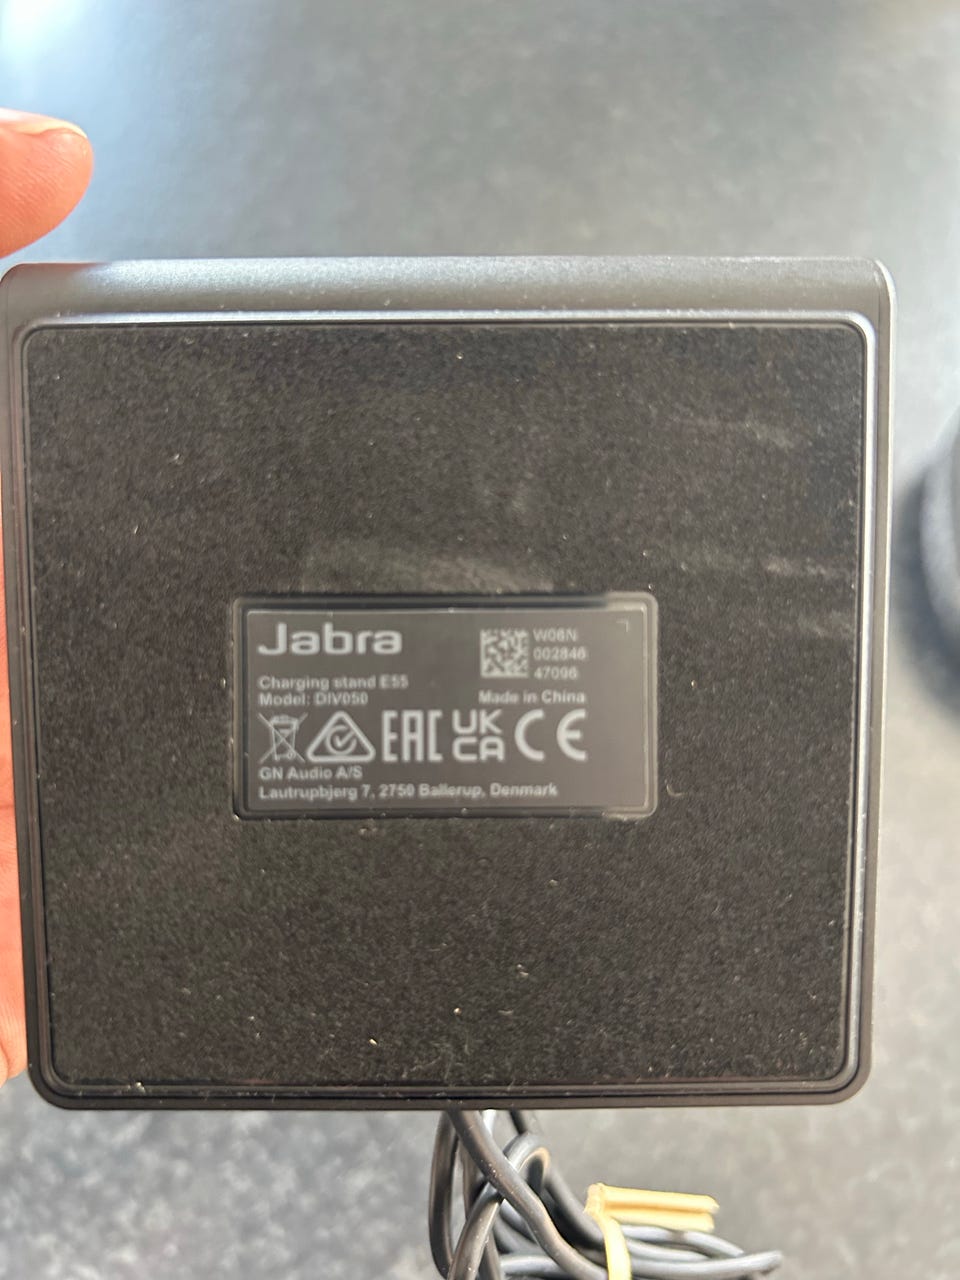 Jabra
W06N
002846
47096
Charging stand E55
Model: DIV050
Made in China
EAC
UK
CA
CE
GN Audio A/S
Lautrupbjerg 7, 2750 Ballerup, Denmark